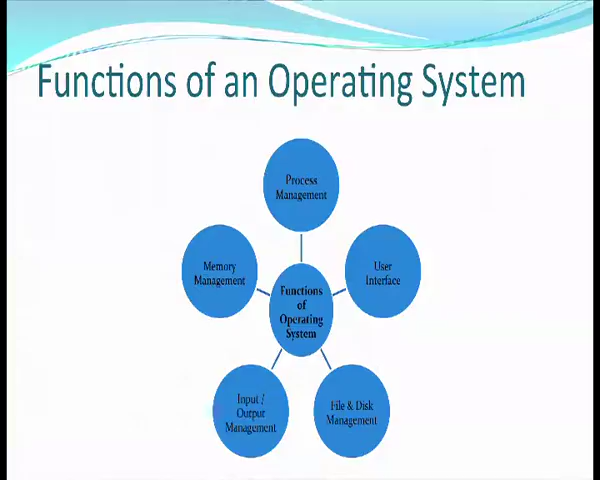 Functions of an Operating System
Process
Management
Memory
Management
User
Interface
Functions
of
Operating
System
Input /
Output
Management
File & Disk
Management